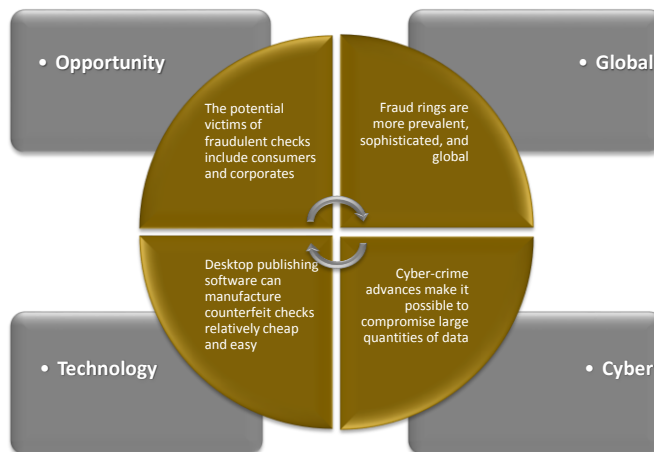 • Opportunity
• Global
The potential
victims of
fraudulent checks
include consumers
and corporates
Fraud rings are
more prevalent,
sophisticated, and
global
Desktop publishing
software can
manufacture
counterfeit checks
relatively cheap
and easy
Cyber-crime
advances make it
possible to
compromise large
quantities of data
• Technology
• Cyber